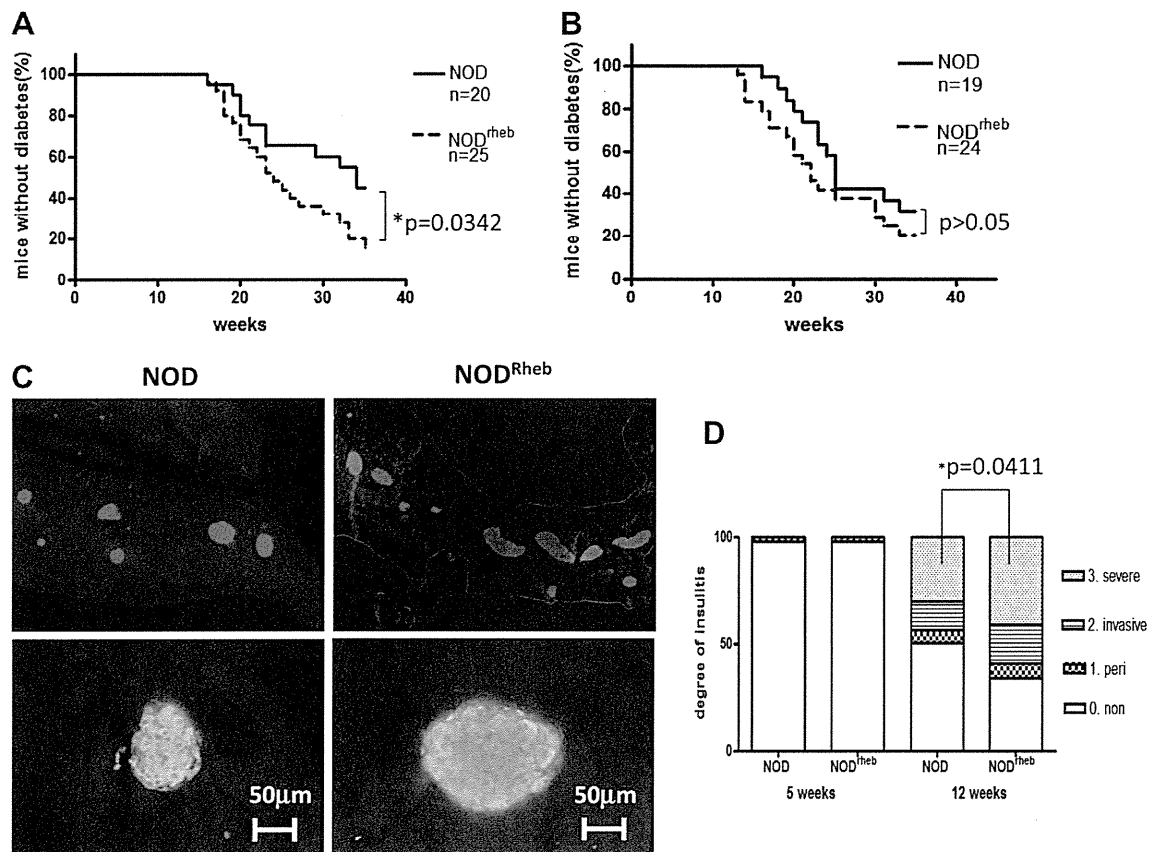 A
mice without diabetes(%)
100
80
60
40
20
0
0
10
20
30
40
weeks
NOD
n=20
NOD^rheb
n=25
*p=0.0342
B
mice without diabetes(%)
100
80
60
40
20
0
0
10
20
30
40
weeks
NOD
n=19
NOD^rheb
n=24
p>0.05
C
NOD
NOD^Rheb
50μm
50μm
D
*p=0.0411
degree of insulitis
100
50
0
NOD
NOD^rheb
NOD
NOD^rheb
5 weeks
12 weeks
3. severe
2. invasive
1. peri
0. non